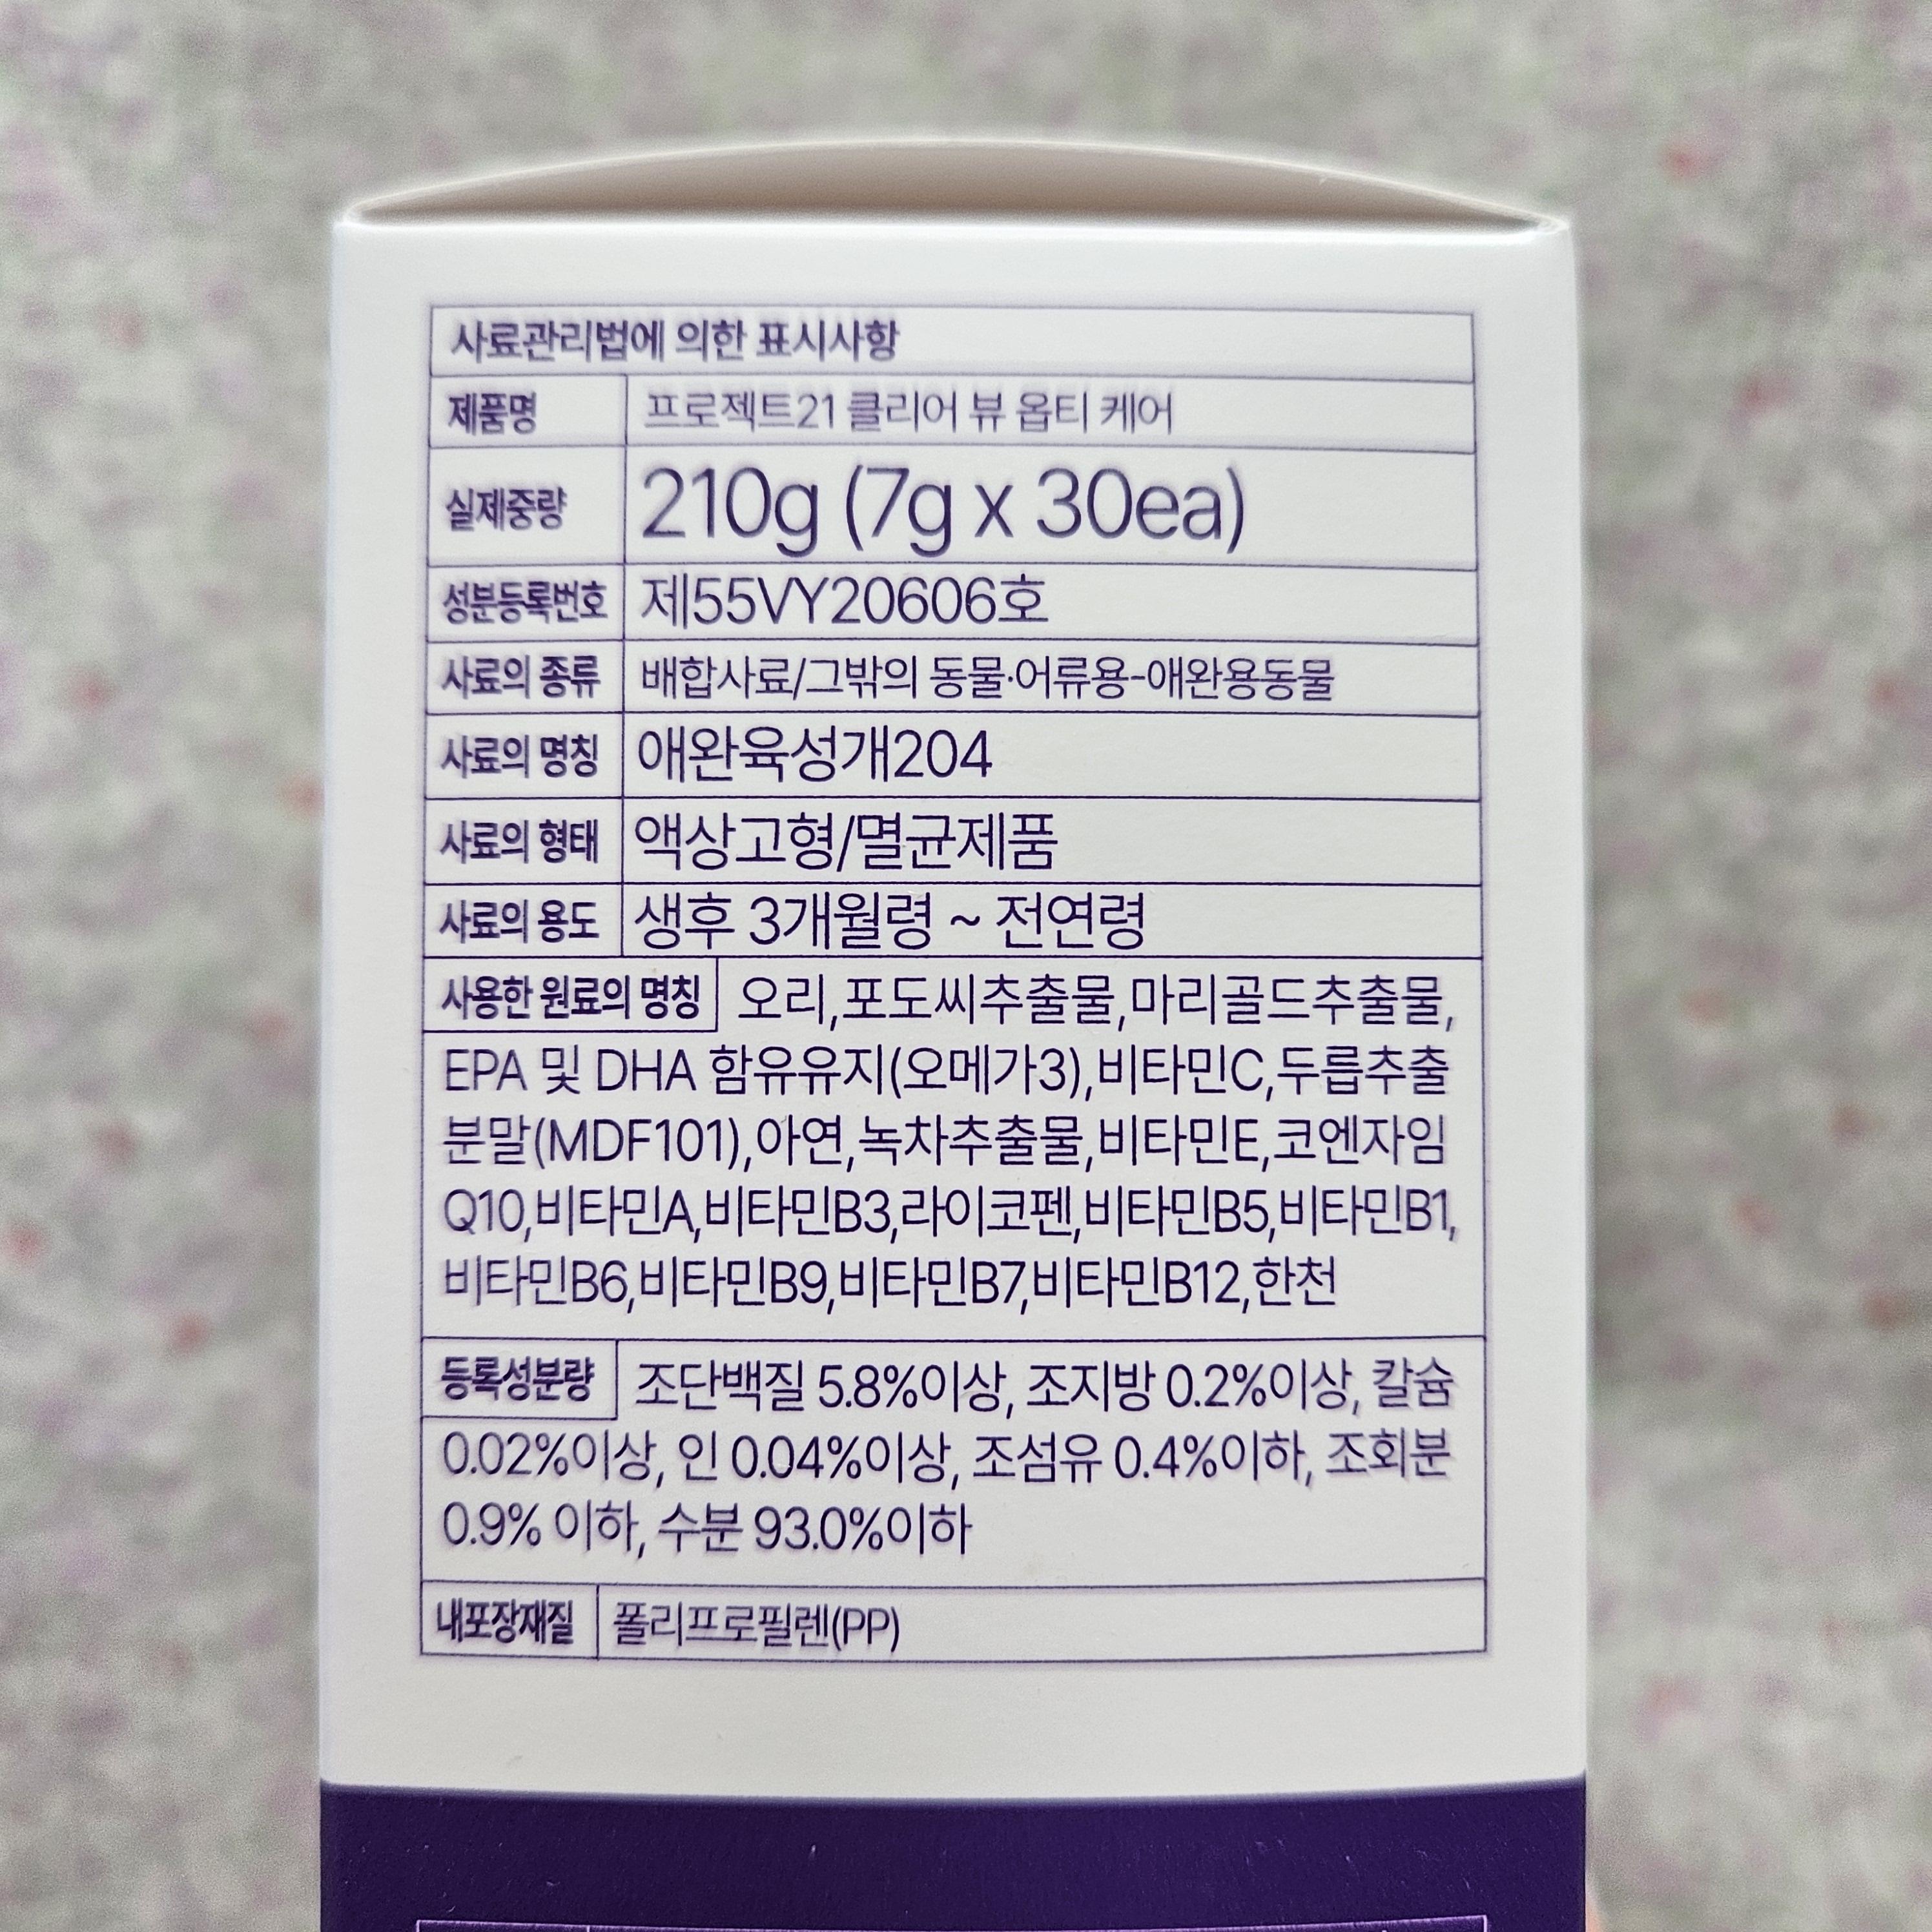 사료관리법에 의한 표시사항
제품명 프로젝트21 클리어 뷰 옵티 케어
실제중량 210g (7g x 30ea)
성분등록번호 제55VY20606호
사료의 종류 배합사료/그밖의 동물·어류용-애완용동물
사료의 명칭 애완육성개204
사료의 형태 액상고형/멸균제품
사료의 용도 생후 3개월령 ~ 전연령
사용한 원료의 명칭 오리,포도씨추출물,마리골드추출물,
EPA 및 DHA 함유유지(오메가3),비타민C,두릅추출
분말(MDF101),아연,녹차추출물,비타민E,코엔자임
Q10,비타민A,비타민B3,라이코펜,비타민B5,비타민B1,
비타민B6,비타민B9,비타민B7,비타민B12,한천
등록성분량 조단백질 5.8%이상, 조지방 0.2%이상, 칼슘
0.02%이상, 인 0.04%이상, 조섬유 0.4%이하, 조회분
0.9% 이하, 수분 93.0%이하
내포장재질 폴리프로필렌(PP)